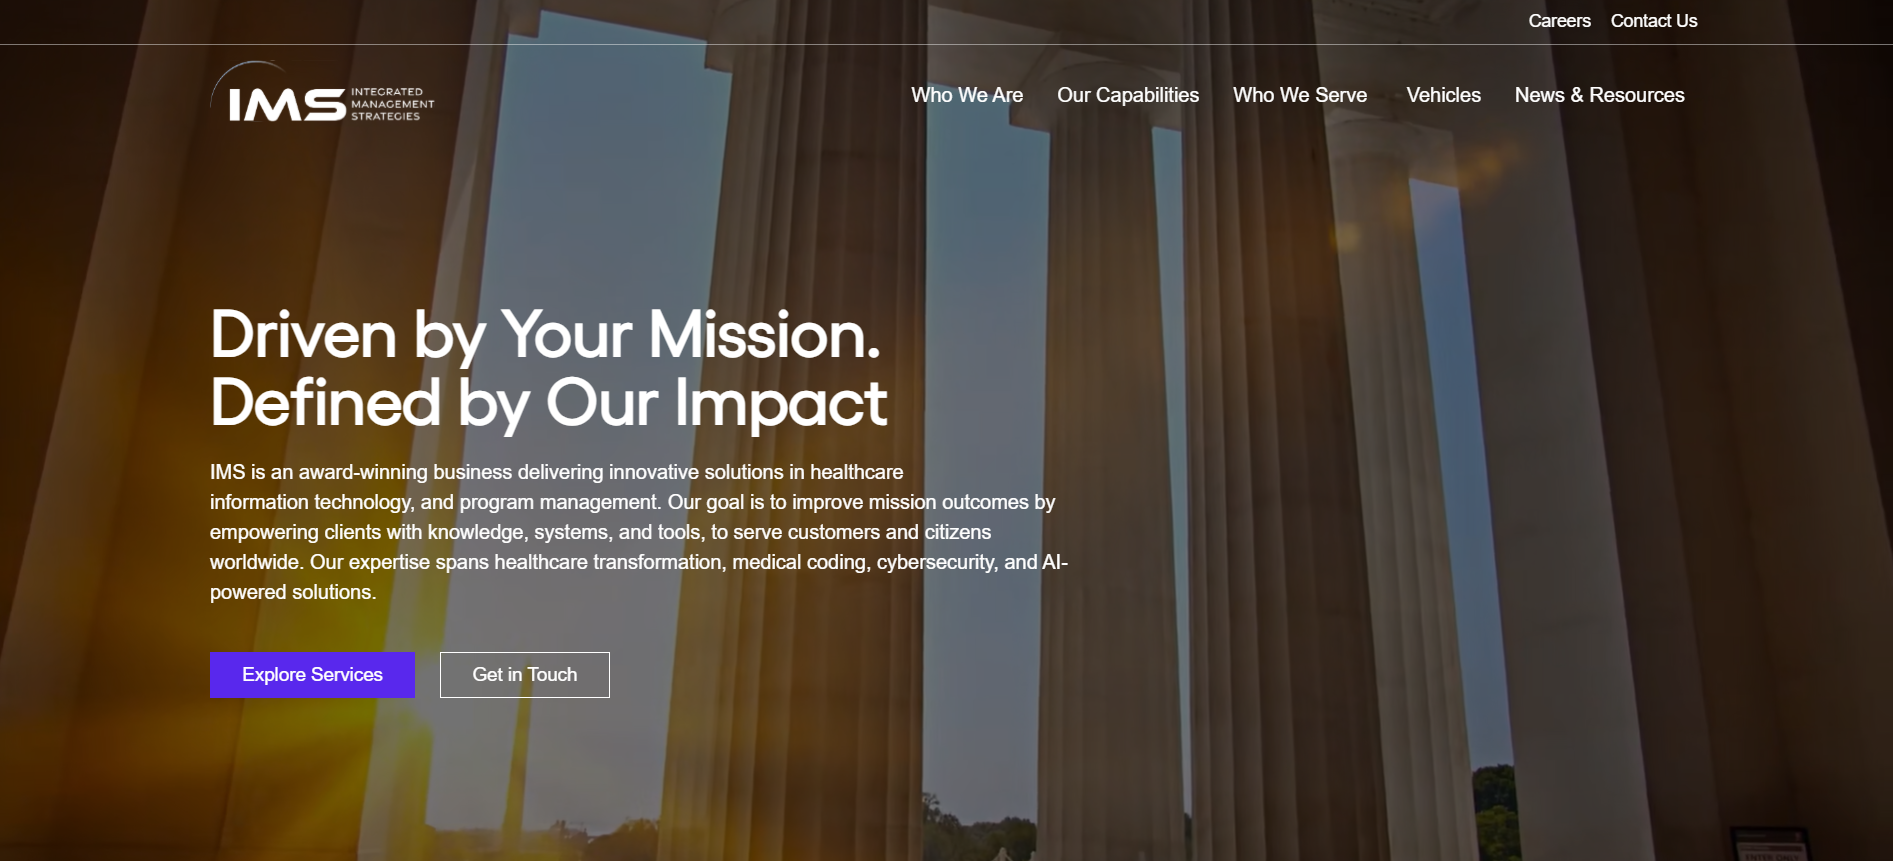 Careers Contact Us
IMS INTEGRATED
MANAGEMENT
STRATEGIES
Who We Are Our Capabilities Who We Serve Vehicles News & Resources
Driven by Your Mission.
Defined by Our Impact
IMS is an award-winning business delivering innovative solutions in healthcare
information technology, and program management. Our goal is to improve mission outcomes by
empowering clients with knowledge, systems, and tools, to serve customers and citizens
worldwide. Our expertise spans healthcare transformation, medical coding, cybersecurity, and AI-
powered solutions.
Explore Services Get in Touch
ENTER ONLY